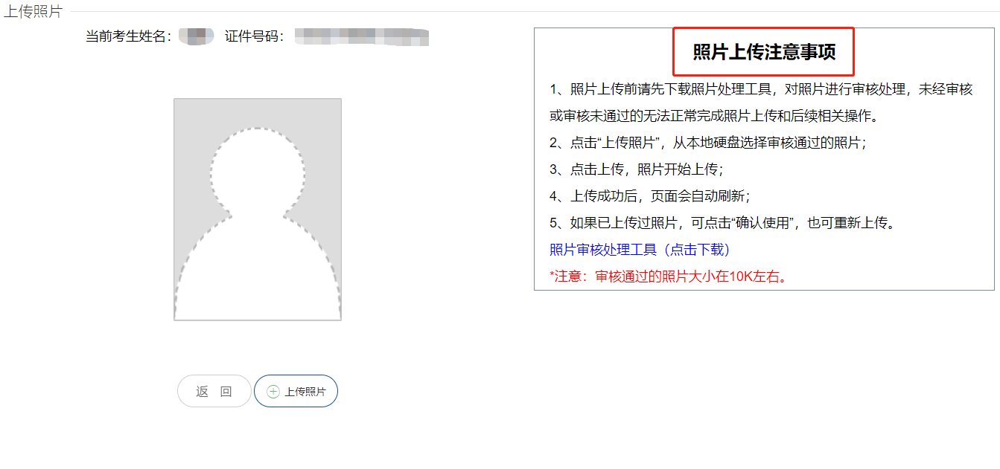 上传照片
当前考生姓名： 证件号码：
照片上传注意事项
1、照片上传前请先下载照片处理工具，对照片进行审核处理，未经审核
或审核未通过的无法正常完成照片上传和后续相关操作。
2、点击“上传照片”，从本地硬盘选择审核通过的照片；
3、点击上传，照片开始上传；
4、上传成功后，页面会自动刷新；
5、如果已上传过照片，可点击“确认使用”，也可重新上传。
照片审核处理工具（点击下载）
*注意：审核通过的照片大小在10K左右。
返 回 上传照片